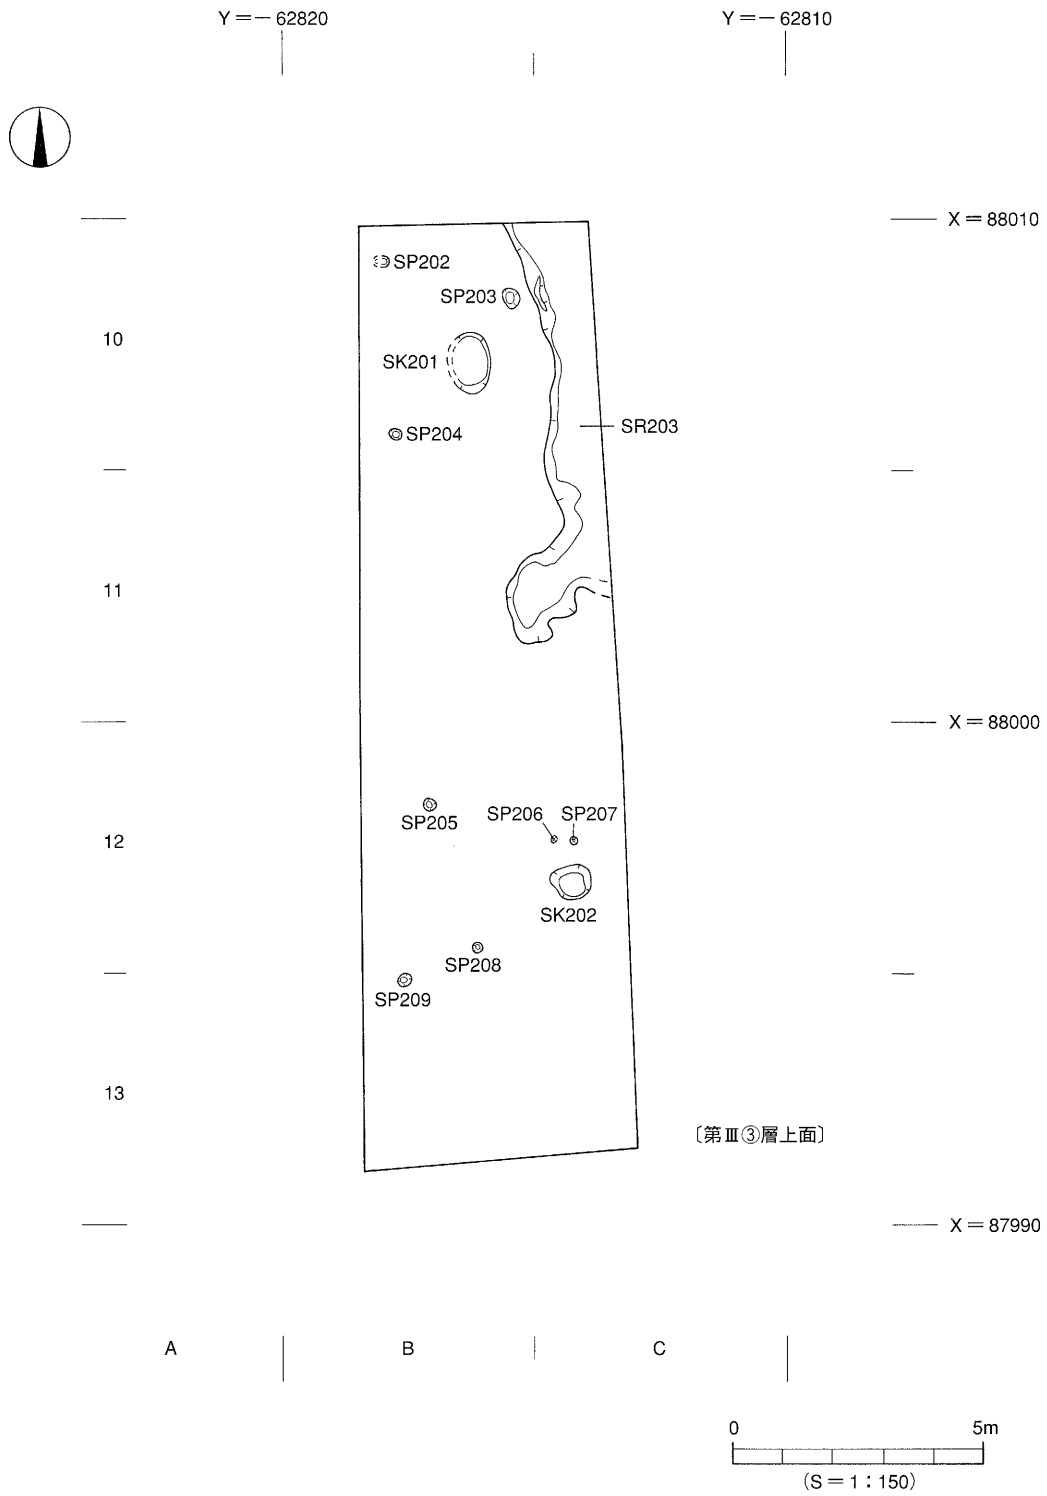 Y＝－62820
Y＝－62810
X＝88010
SP202
SP203
10
SK201
SR203
SP204
11
X＝88000
SP206
SP207
SP205
12
SK202
SP208
SP209
13
〔第Ⅲ③層上面〕
X＝87990
A
B
C
0
5m
(S＝1：150)